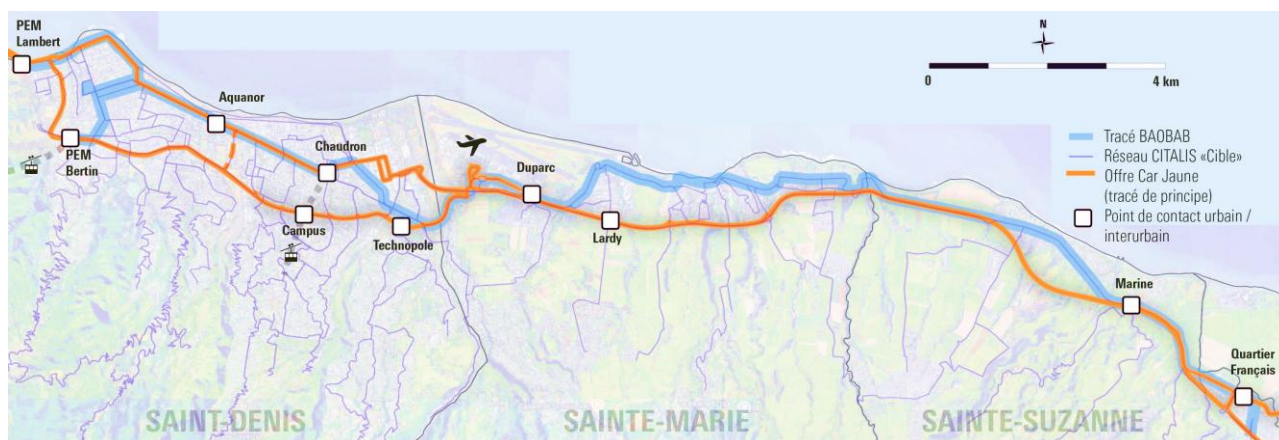 PEM
Lambert
Aquanor
Chaudron
PEM
Bertin
Campus
Technopole
Duparc
Lardy
Marine
Quartier
Français
N
0
4 km
Tracé BAOBAB
Réseau CITALIS «Cible»
Offre Car Jaune
(tracé de principe)
Point de contact urbain /
interurbain
SAINT-DENIS
SAINTE-MARIE
SAINTE-SUZANNE